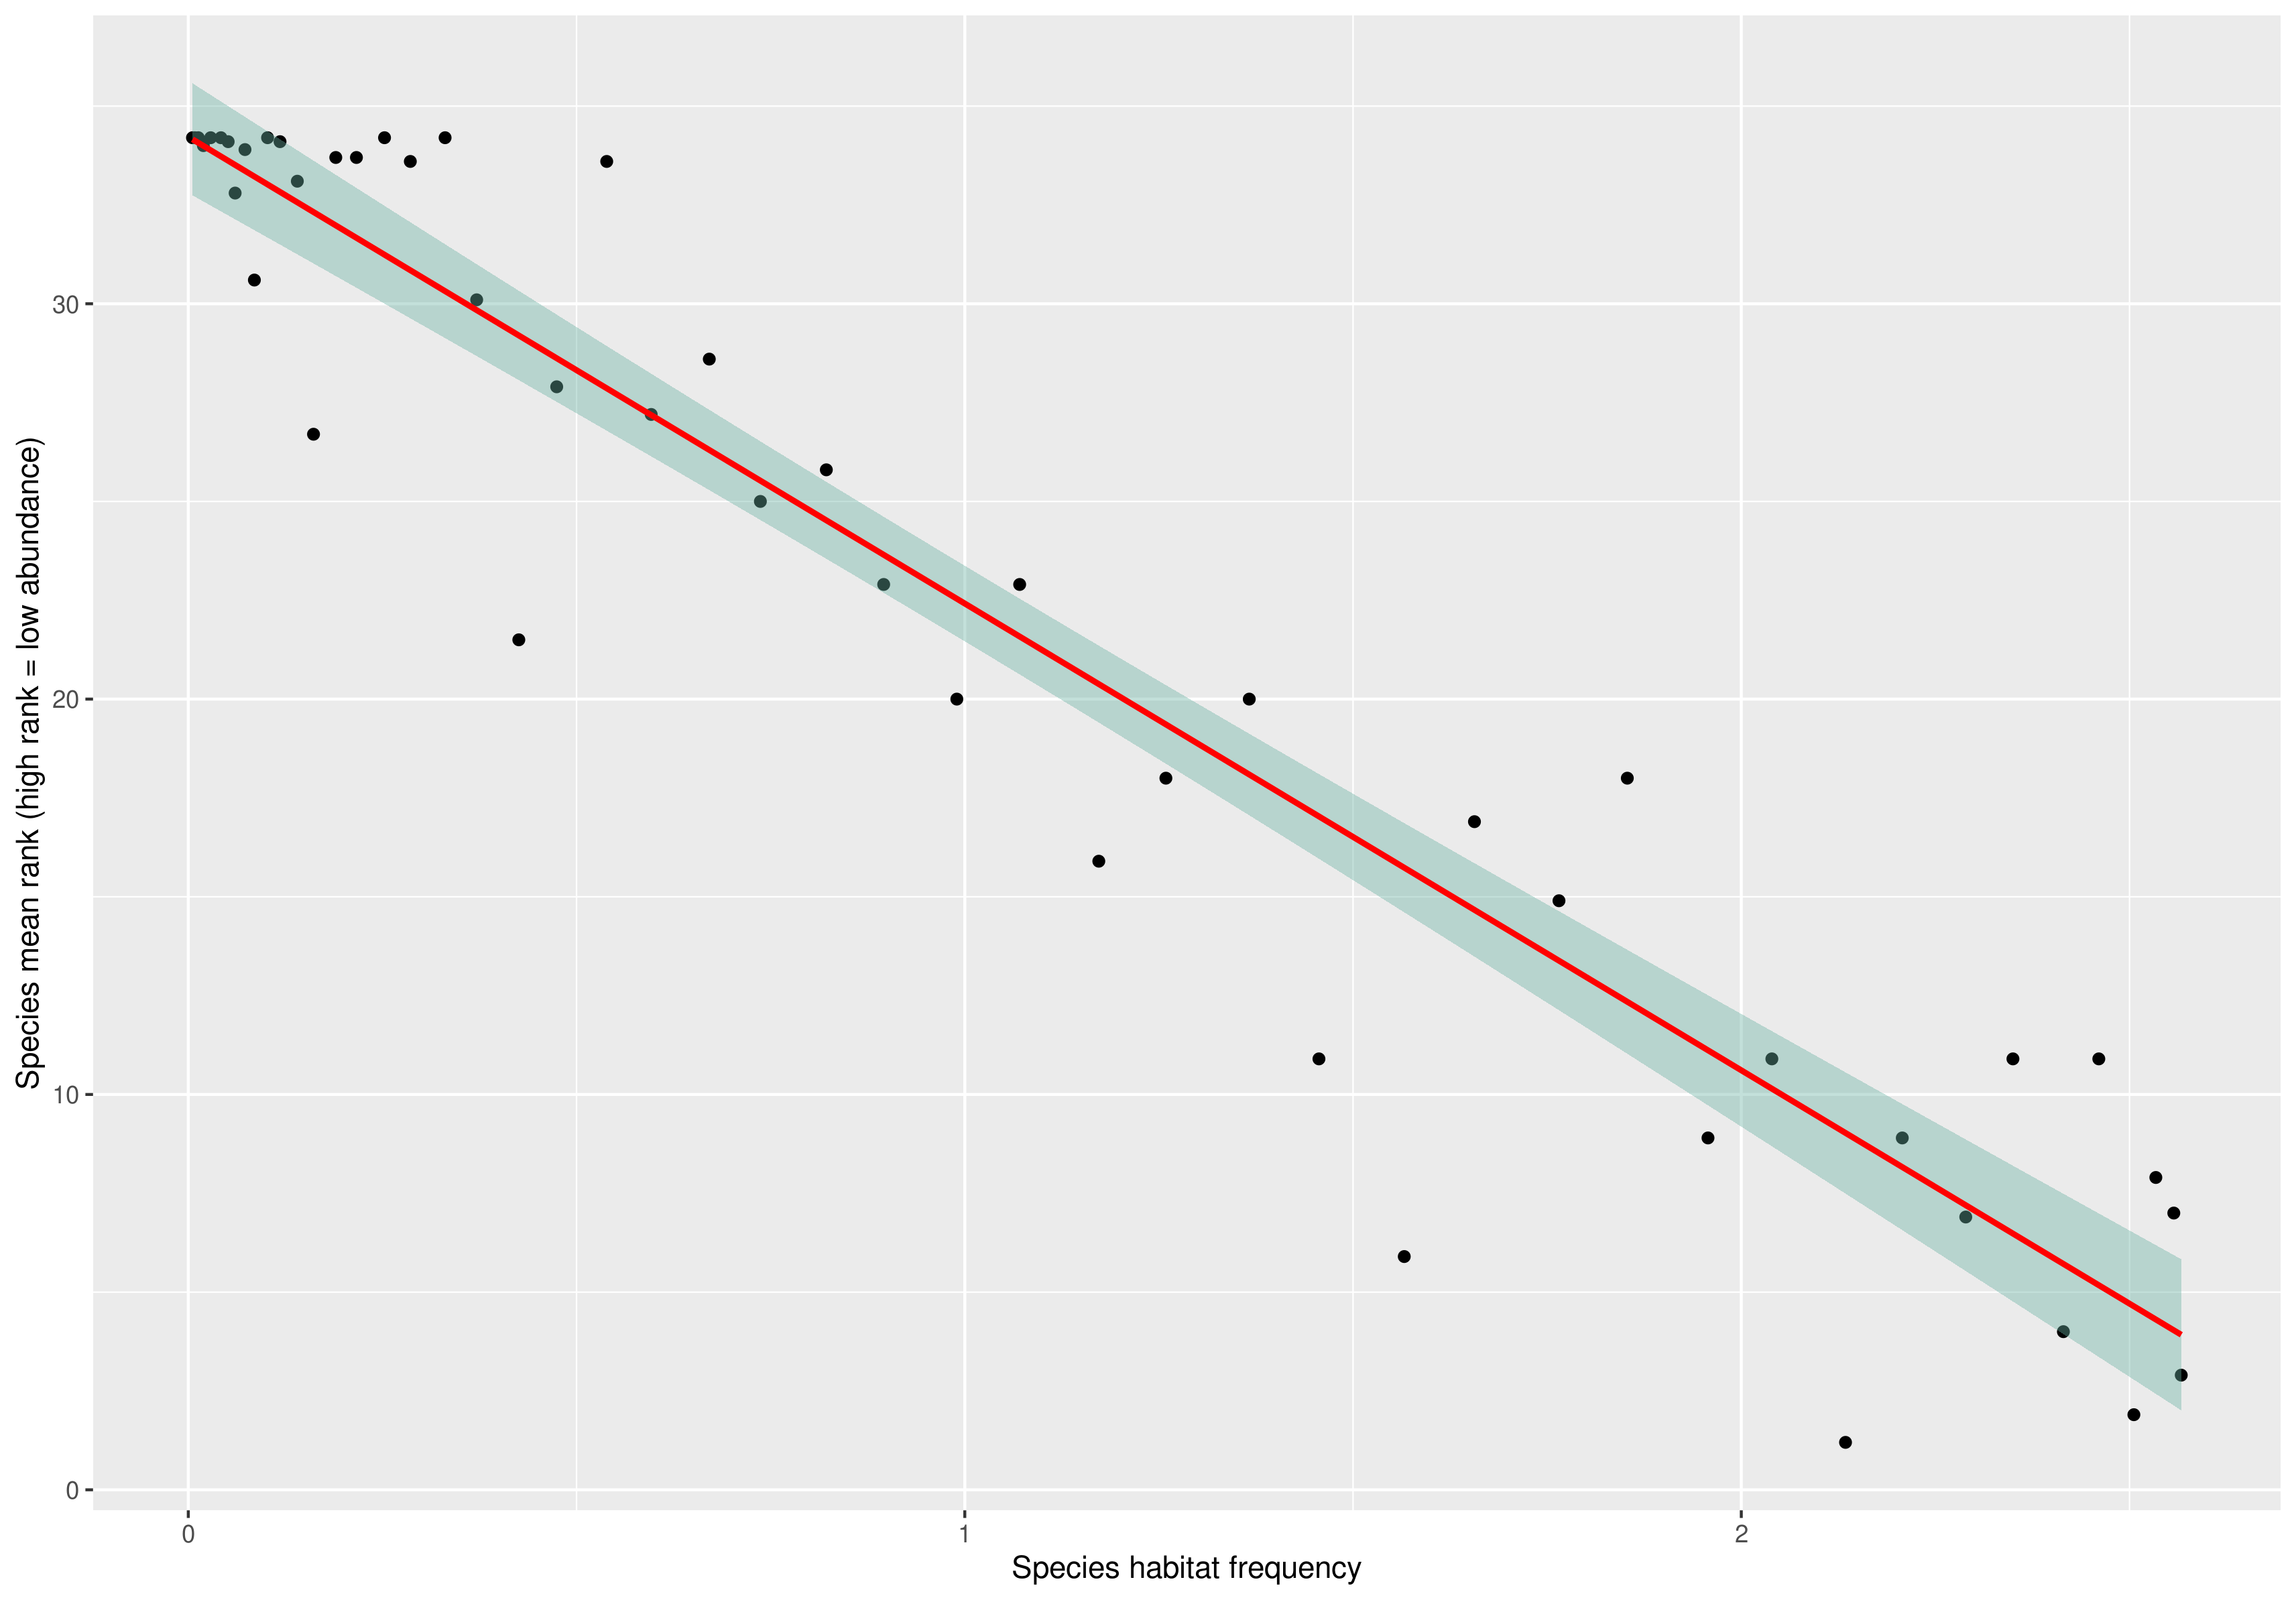 Species mean rank (high rank = low abundance)
30
20
10
0
0 1 2
Species habitat frequency